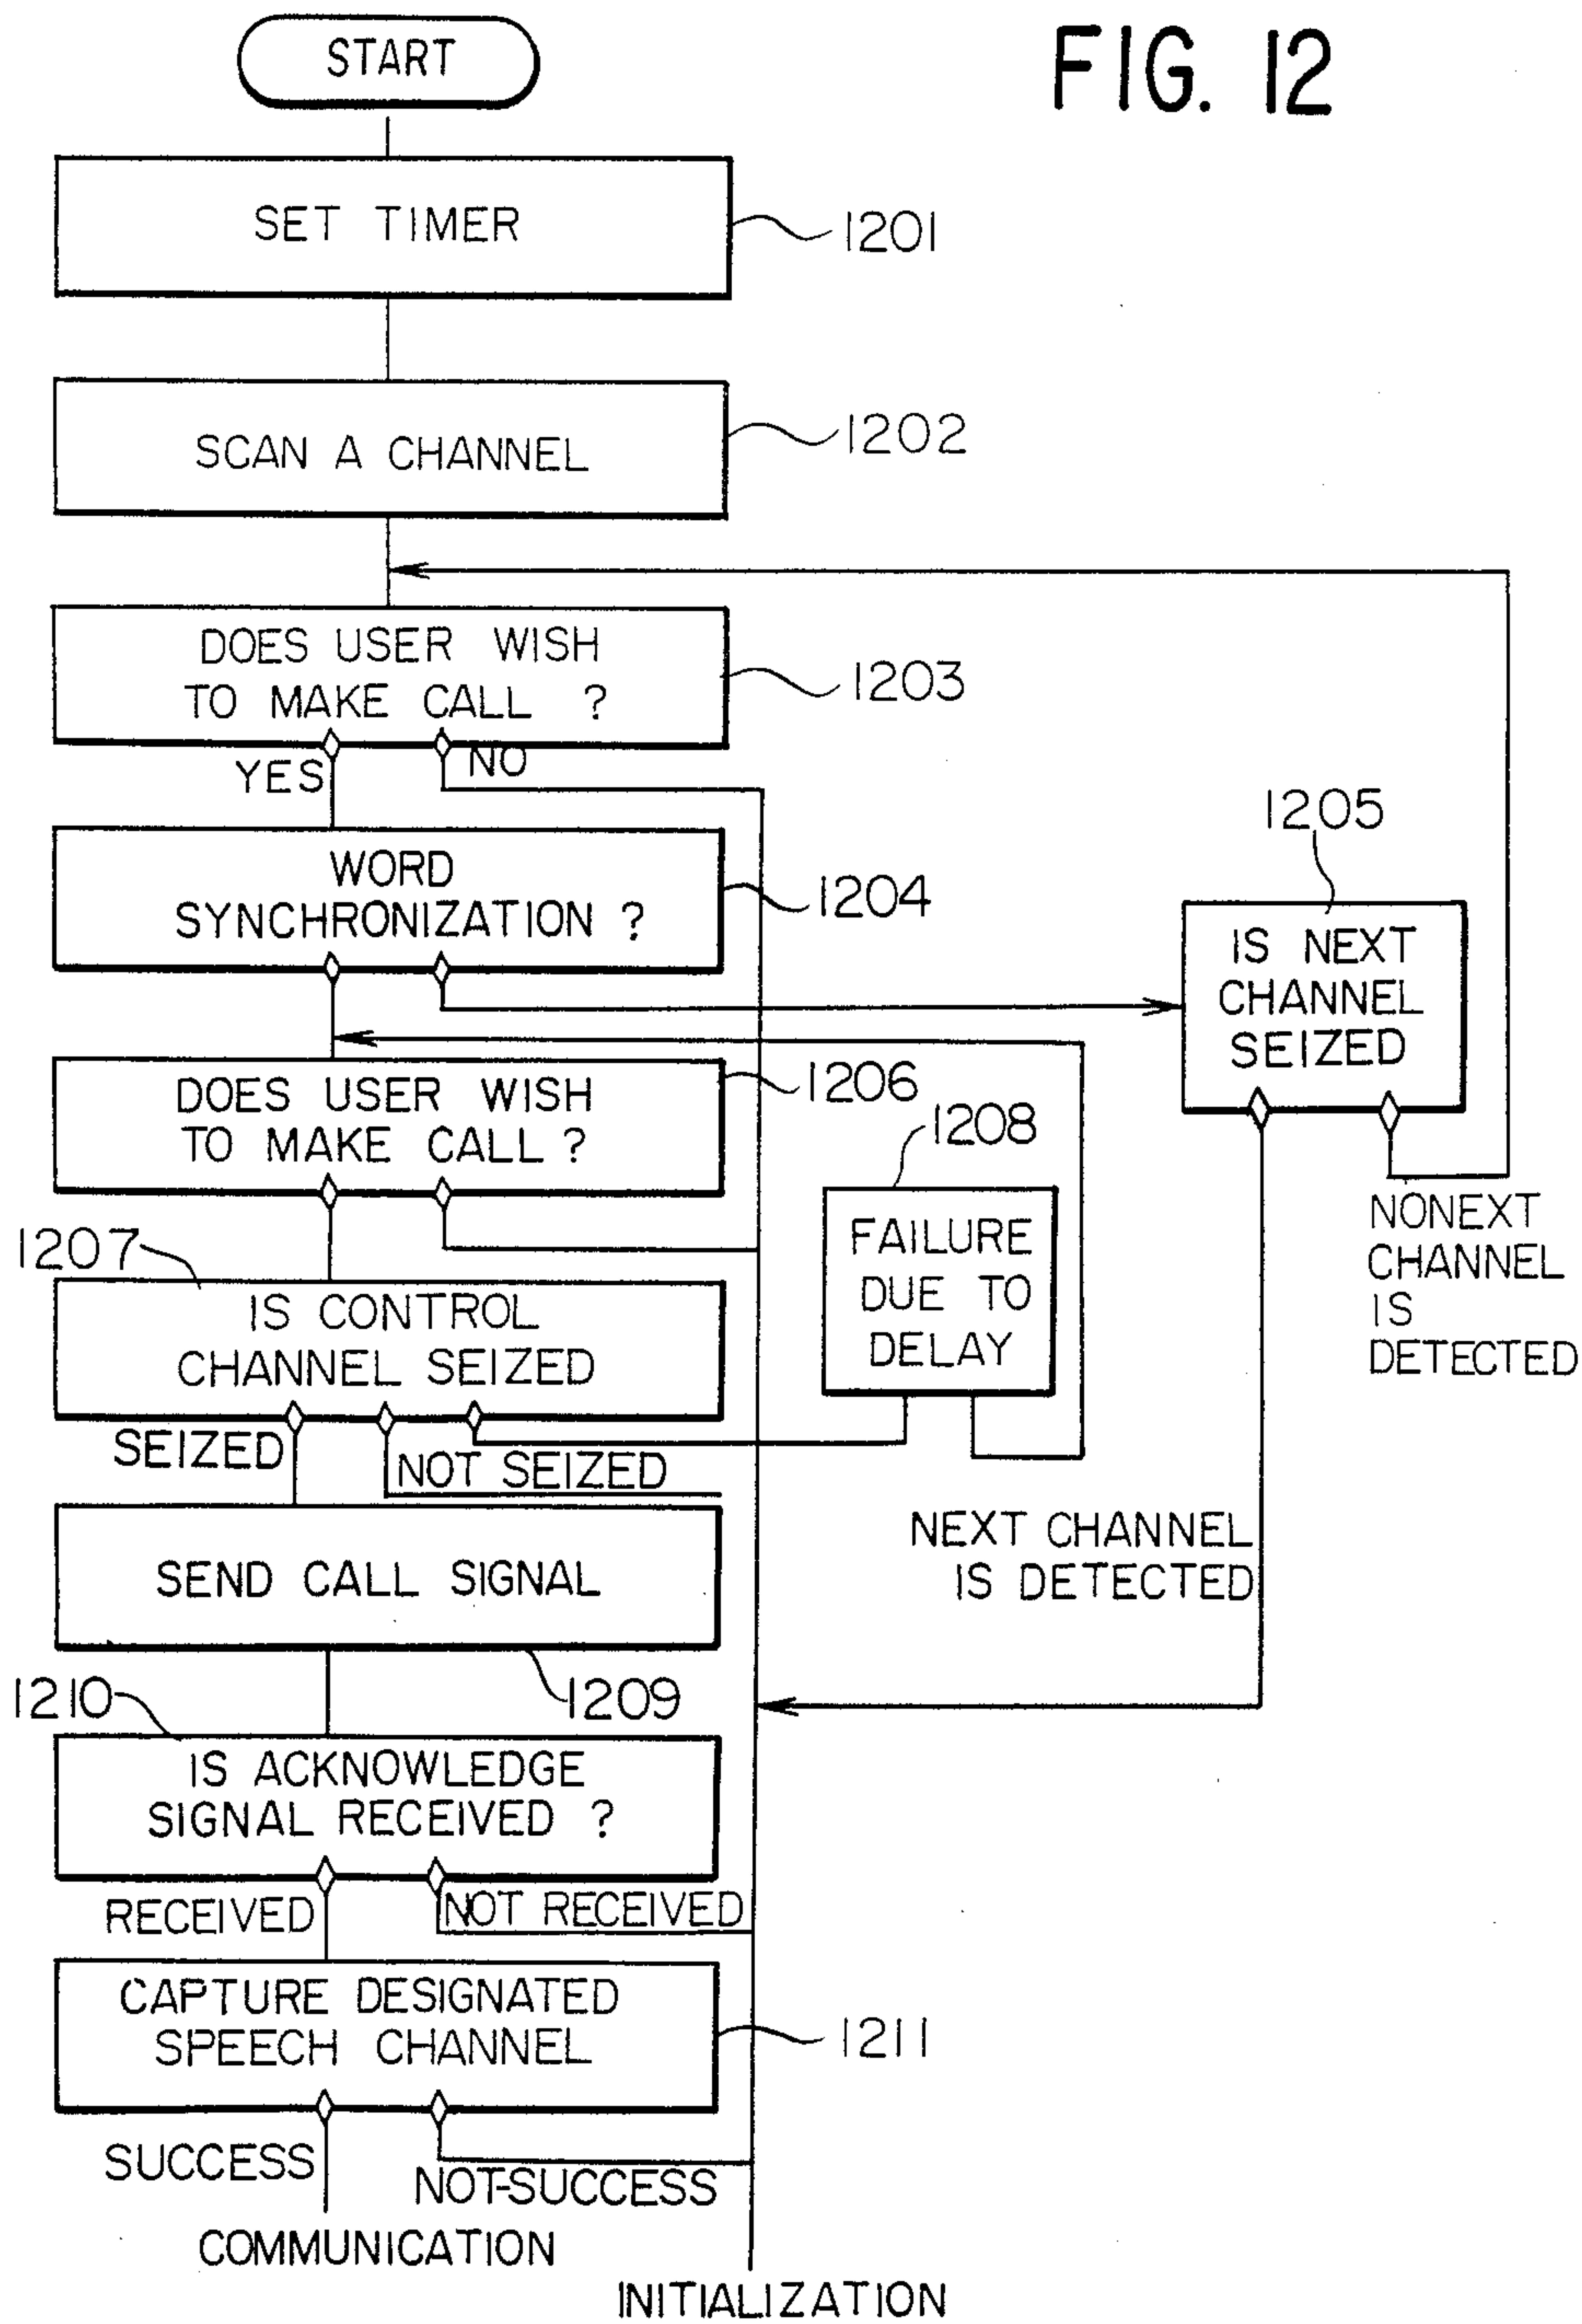 START
FIG. 12
SET TIMER
1201
SCAN A CHANNEL
1202
DOES USER WISH
TO MAKE CALL ?
1203
YES
NO
WORD
SYNCHRONIZATION ?
1204
1205
IS NEXT
CHANNEL
SEIZED
DOES USER WISH
TO MAKE CALL ?
1206
1208
FAILURE
DUE TO
DELAY
NONEXT
CHANNEL
IS
DETECTED
1207
IS CONTROL
CHANNEL SEIZED
SEIZED
NOT SEIZED
NEXT CHANNEL
IS DETECTED
SEND CALL SIGNAL
1209
1210
IS ACKNOWLEDGE
SIGNAL RECEIVED ?
RECEIVED
NOT RECEIVED
CAPTURE DESIGNATED
SPEECH CHANNEL
1211
SUCCESS
NOT-SUCCESS
COMMUNICATION
INITIALIZATION